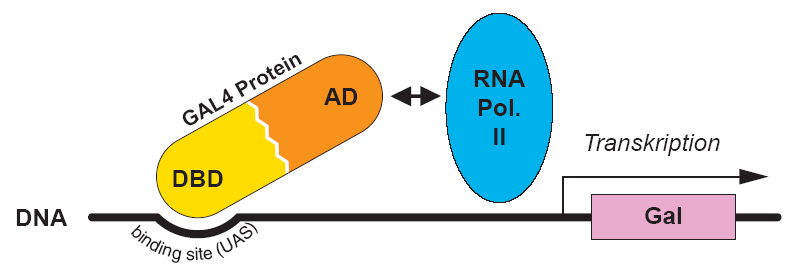 GAL4 Protein
AD
DBD
RNA
Pol.
II
Transkription
DNA
Gal
binding site (UAS)